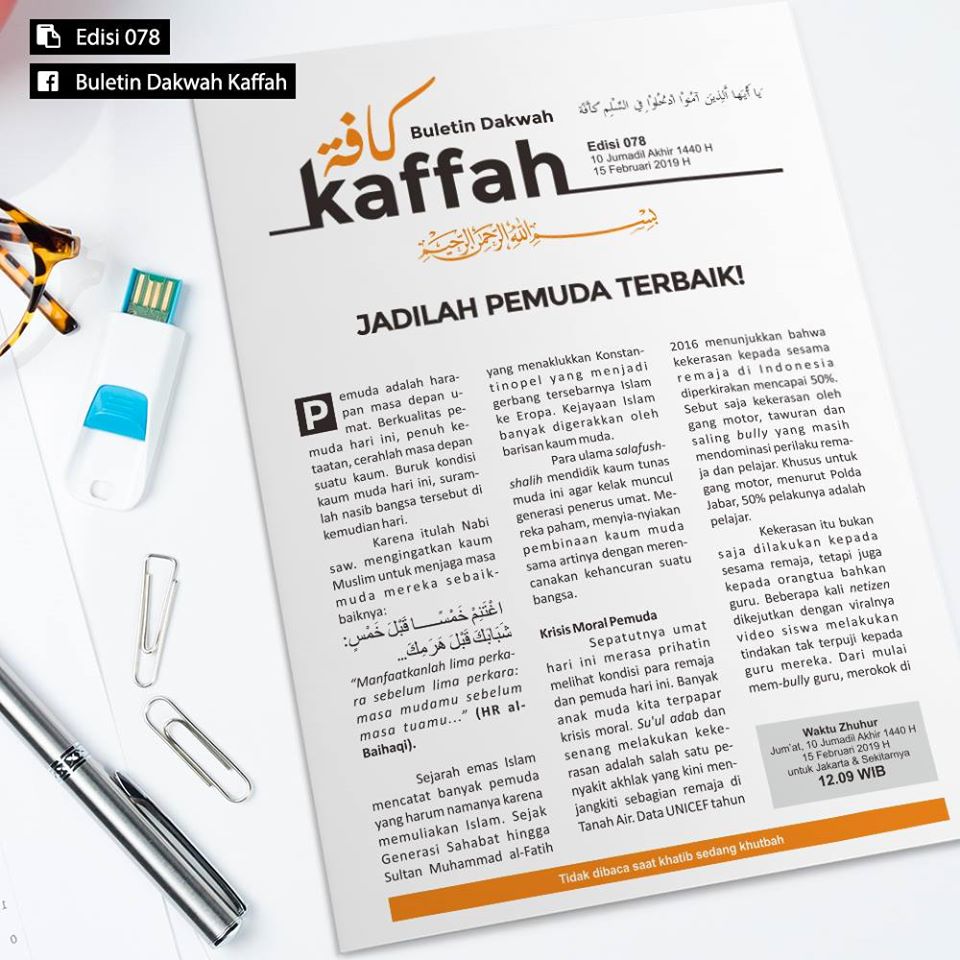 Edisi 078
Buletin Dakwah Kaffah
كافة
Buletin Dakwah
kaffah
يَا أَيُّهَا الَّذِينَ آمَنُوا ادْخُلُوا فِي السِّلْمِ كَافَّةً
Edisi 078
10 Jumadil Akhir 1440 H
15 Februari 2019 H
بِسْمِ اللهِ الرَّحْمنِ الرَّحِيْمِ
JADILAH PEMUDA TERBAIK!
Pemuda adalah hara-
pan masa depan u-
mat. Berkualitas pe-
muda hari ini, penuh ke-
taatan, cerahlah masa depan
suatu kaum. Buruk kondisi
kaum muda hari ini, suram-
lah nasib bangsa tersebut di
kemudian hari.
Karena itulah Nabi
saw. mengingatkan kaum
Muslim untuk menjaga masa
muda mereka sebaik-
baiknya:
اغْتَنِمْ خَمْسًا قَبْلَ خَمْسٍ:
شَبَابَكَ قَبْلَ هَرَمِكَ...
“Manfaatkanlah lima perka-
ra sebelum lima perkara:
masa mudamu sebelum
masa tuamu...” (HR al-
Baihaqi).
Sejarah emas Islam
mencatat banyak pemuda
yang harum namanya karena
memuliakan Islam. Sejak
Generasi Sahabat hingga
Sultan Muhammad al-Fatih
yang menaklukkan Konstan-
tinopel yang menjadi
gerbang tersebarnya Islam
ke Eropa. Kejayaan Islam
banyak digerakkan oleh
barisan kaum muda.
Para ulama salafush-
shalih mendidik kaum tunas
muda ini agar kelak muncul
generasi penerus umat. Me-
reka paham, menyia-nyiakan
pembinaan kaum muda
sama artinya dengan meren-
canakan kehancuran suatu
bangsa.
Krisis Moral Pemuda
Sepatutnya umat
hari ini merasa prihatin
melihat kondisi para remaja
dan pemuda hari ini. Banyak
anak muda kita terpapar
krisis moral. Su'ul adab dan
senang melakukan keke-
rasan adalah salah satu pe-
nyakit akhlak yang kini men-
jangkiti sebagian remaja di
Tanah Air. Data UNICEF tahun
2016 menunjukkan bahwa
kekerasan kepada sesama
remaja di Indonesia
diperkirakan mencapai 50%.
Sebut saja kekerasan oleh
gang motor, tawuran dan
saling bully yang masih
mendominasi perilaku rema-
ja dan pelajar. Khusus untuk
gang motor, menurut Polda
Jabar, 50% pelakunya adalah
pelajar.
Kekerasan itu bukan
saja dilakukan kepada
sesama remaja, tetapi juga
kepada orangtua bahkan
guru. Beberapa kali netizen
dikejutkan dengan viralnya
video siswa melakukan
tindakan tak terpuji kepada
guru mereka. Dari mulai
mem-bully guru, merokok di
Waktu Zhuhur
Jum'at, 10 Jumadil Akhir 1440 H
15 Februari 2019 H
untuk Jakarta & Sekitarnya
12.09 WIB
Tidak dibaca saat khatib sedang khutbah
1
0